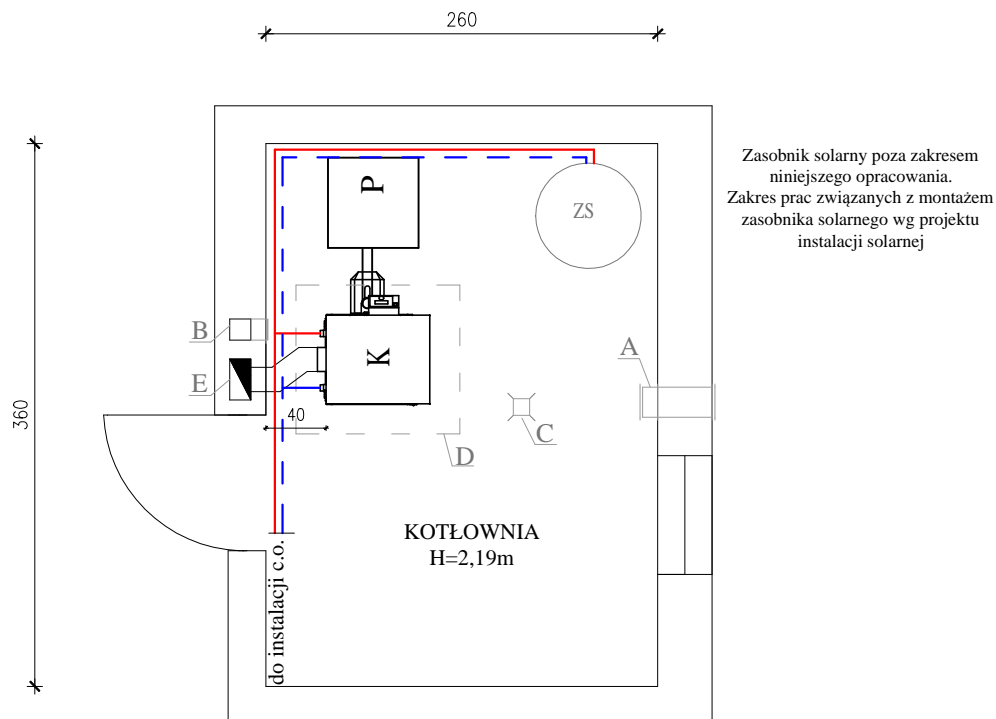 260
Zasobnik solarny poza zakresem
niniejszego opracowania.
Zakres prac związanych z montażem
zasobnika solarnego wg projektu
instalacji solarnej
P
ZS
B
K
A
E
360
40
C
D
KOTŁOWNIA
H=2,19m
do instalacji c.o.